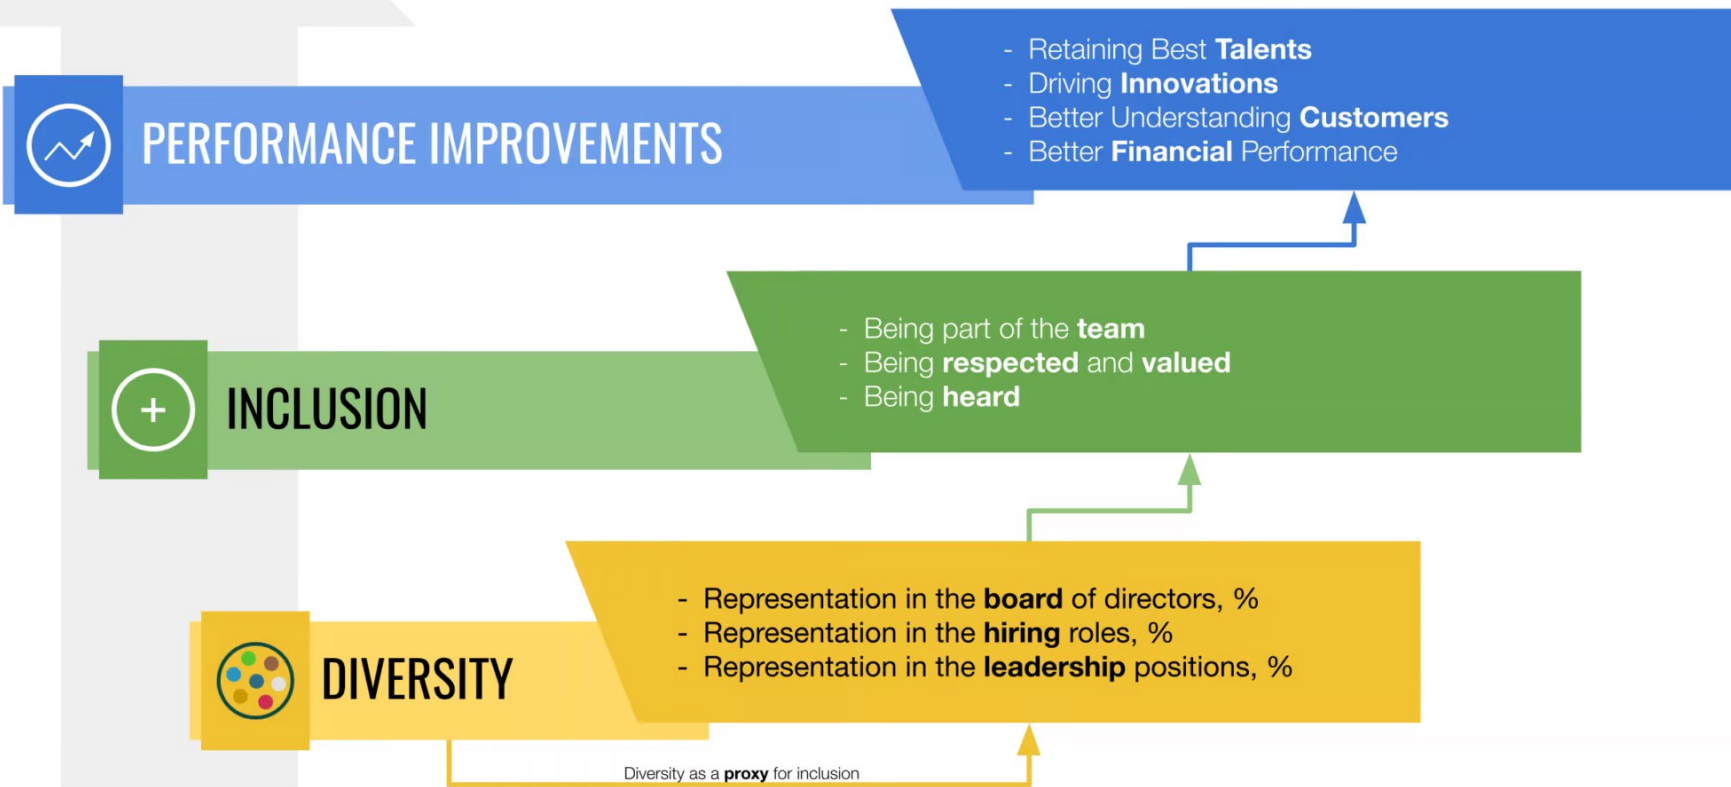 - Retaining Best Talents
- Driving Innovations
- Better Understanding Customers
- Better Financial Performance
PERFORMANCE IMPROVEMENTS
- Being part of the team
- Being respected and valued
- Being heard
INCLUSION
- Representation in the board of directors, %
- Representation in the hiring roles, %
- Representation in the leadership positions, %
DIVERSITY
Diversity as a proxy for inclusion